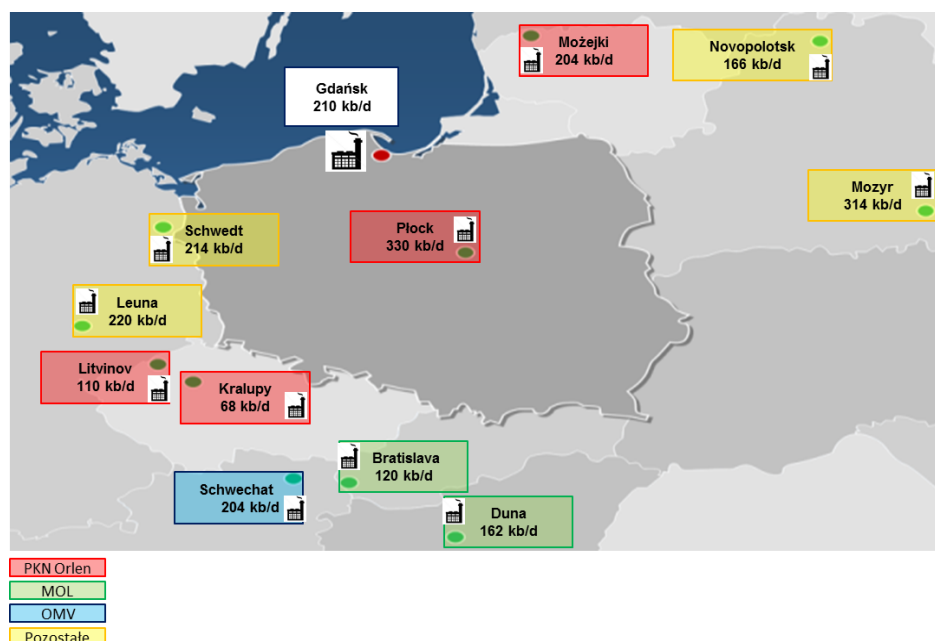 Możejki
204 kb/d
Novopolotsk
166 kb/d
Gdańsk
210 kb/d
Mozyr
314 kb/d
Schwedt
214 kb/d
Płock
330 kb/d
Leuna
220 kb/d
Litvinov
110 kb/d
Kralupy
68 kb/d
Bratislava
120 kb/d
Schwechat
204 kb/d
Duna
162 kb/d
PKN Orlen
MOL
OMV
Pozostałe